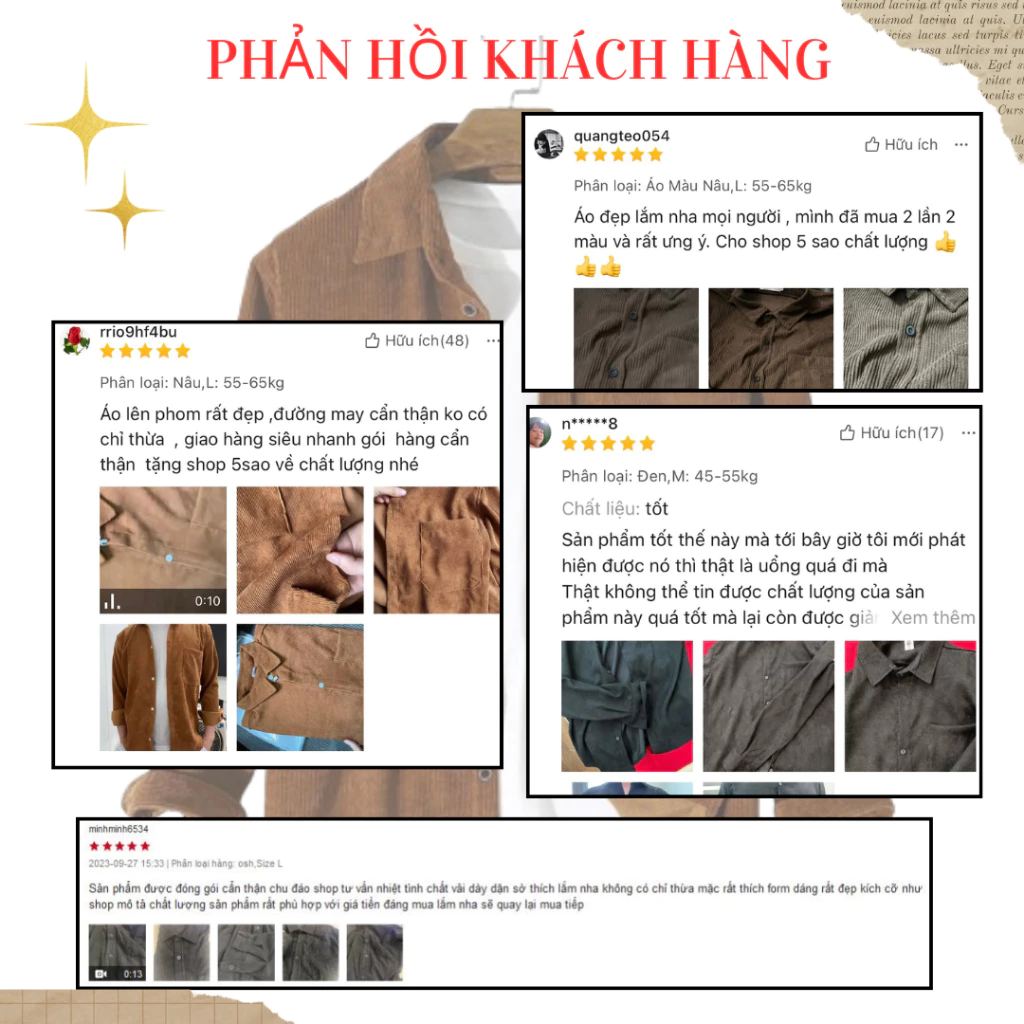 PHẢN HỒI KHÁCH HÀNG
quangteo054
Hữu ích
Phân loại: Áo Màu Nâu,L: 55-65kg
Áo đẹp lắm nha mọi người , mình đã mua 2 lần 2
màu và rất ưng ý. Cho shop 5 sao chất lượng 👍
👍👍
rrio9hf4bu
Hữu ích(48)
Phân loại: Nâu,L: 55-65kg
Áo lên phom rất đẹp ,đường may cẩn thận ko có
chỉ thừa , giao hàng siêu nhanh gói hàng cẩn
thận tặng shop 5sao về chất lượng nhé
0:10
n*****8
Hữu ích(17)
Phân loại: Đen,M: 45-55kg
Chất liệu: tốt
Sản phẩm tốt thế này mà tới bây giờ tôi mới phát
hiện được nó thì thật là uổng quá đi mà
Thật không thể tin được chất lượng của sản
phẩm này quá tốt mà lại còn được giản Xem thêm
minhminh6534
2023-09-27 15:33 | Phân loại hàng: osh,Size L
Sản phẩm được đóng gói cẩn thận chu đáo shop tư vấn nhiệt tình chất vải dày dặn sờ thích lắm nha không có chỉ thừa mặc rất thích form dáng rất đẹp kích cỡ như
shop mô tả chất lượng sản phẩm rất phù hợp với giá tiền đáng mua lắm nha sẽ quay lại mua tiếp
0:13